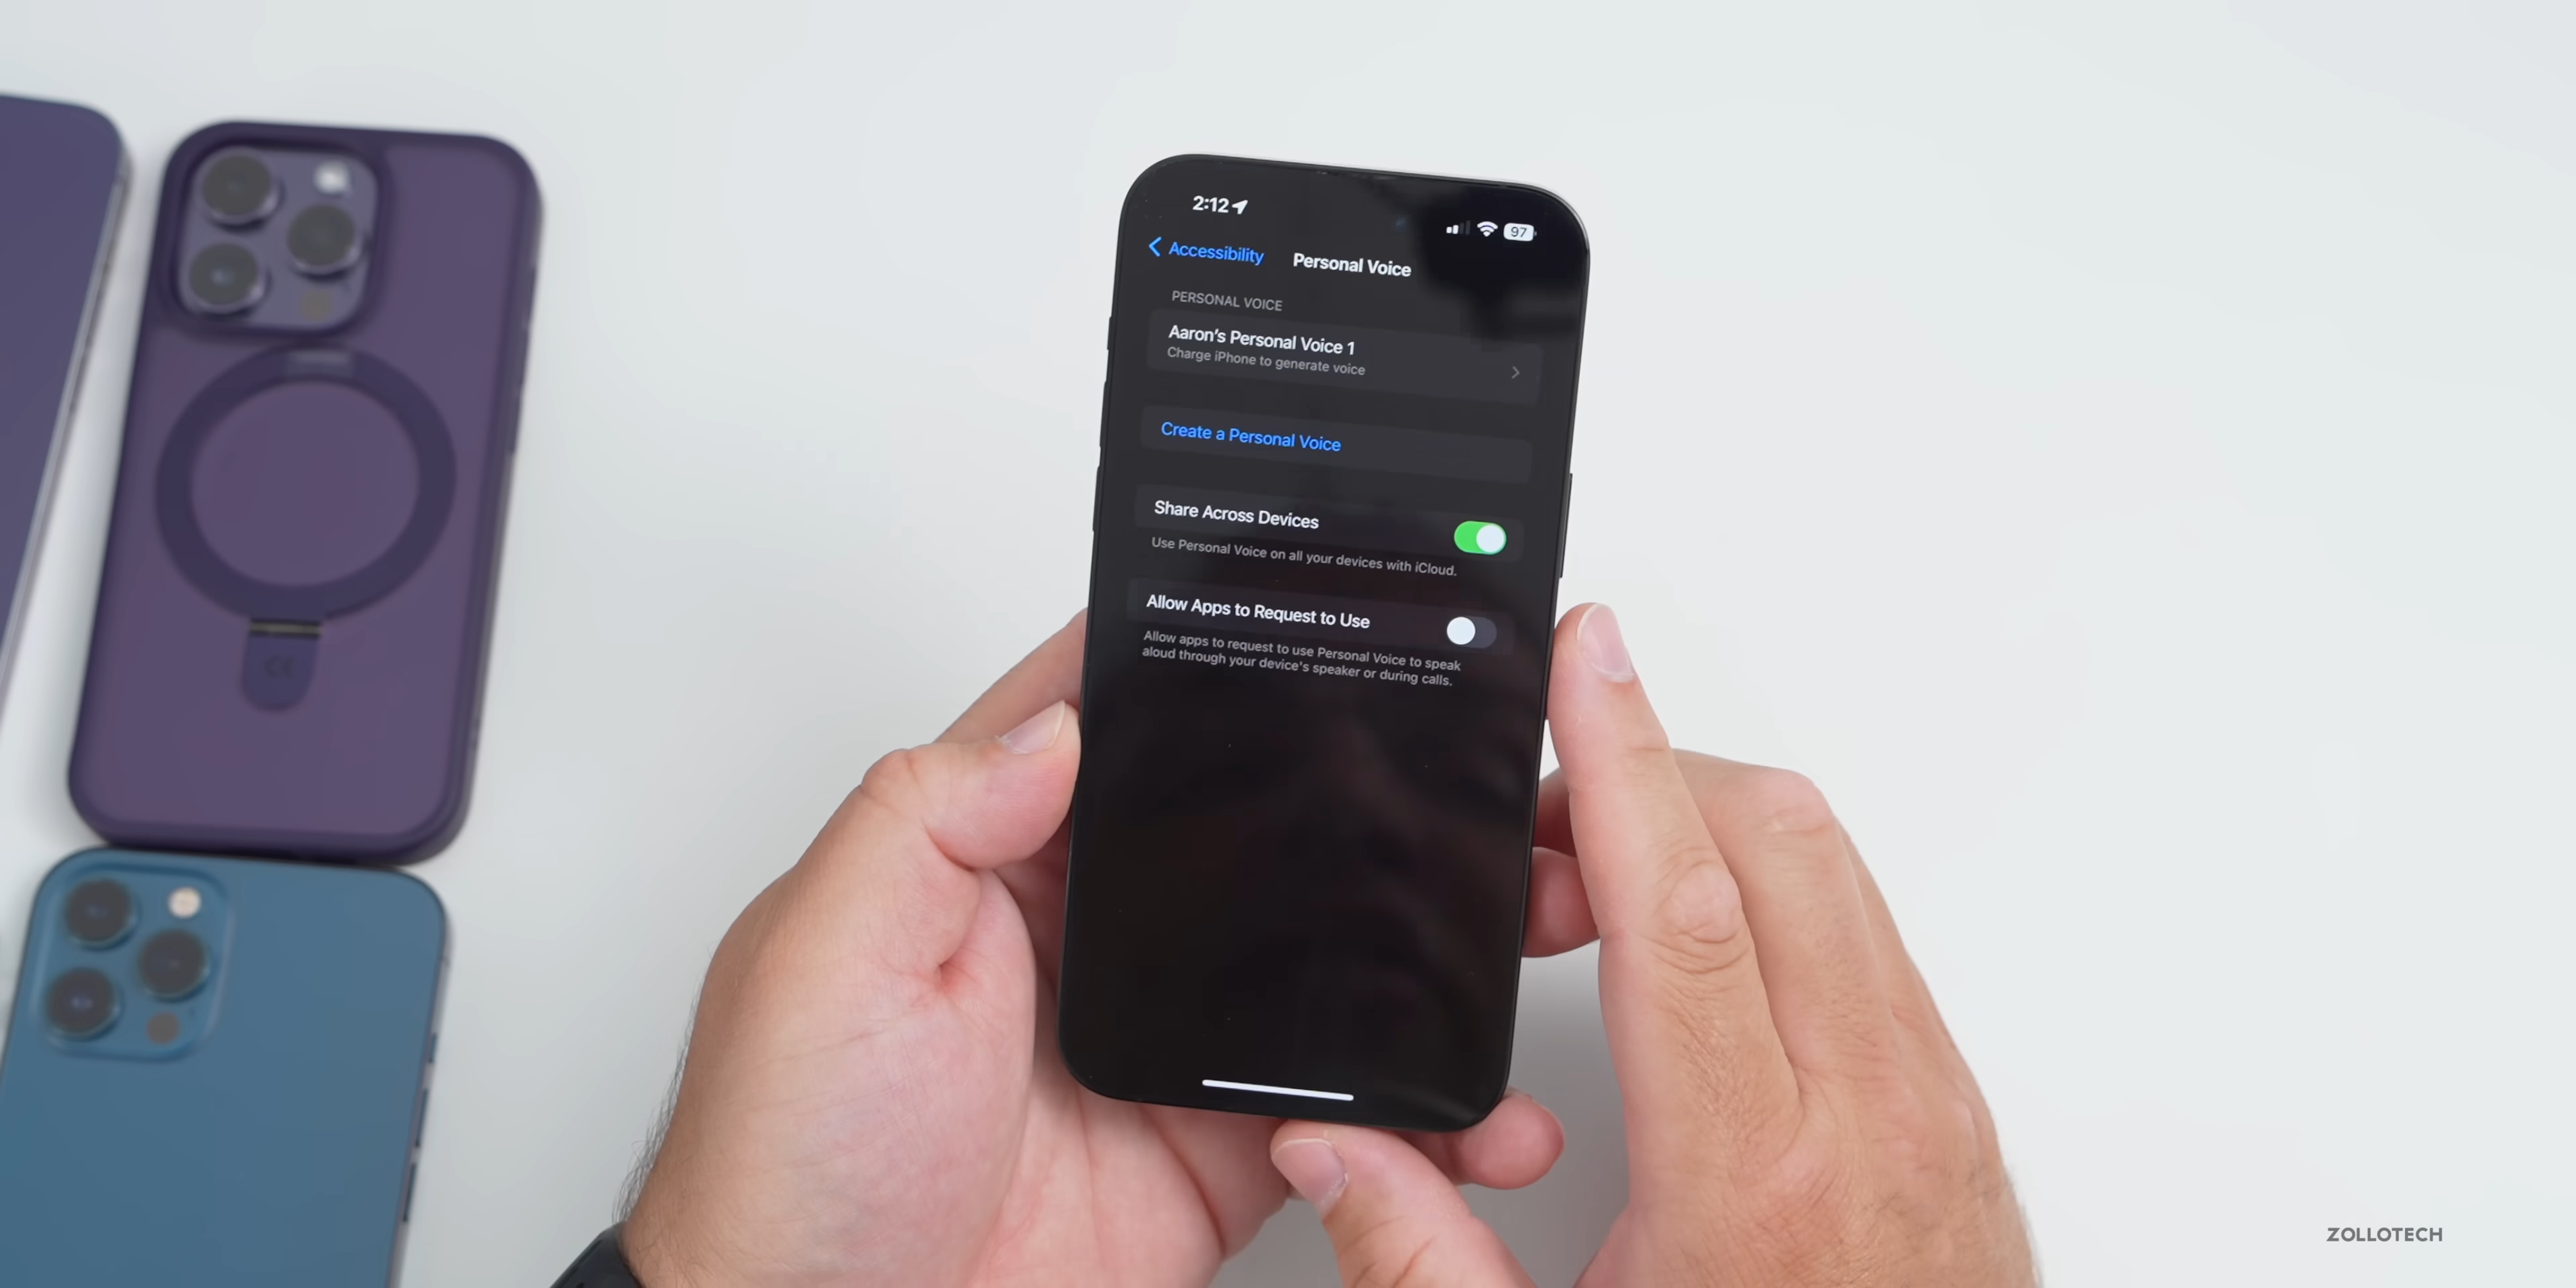 2:12
97
Accessibility
Personal Voice
PERSONAL VOICE
Aaron's Personal Voice 1
Charge iPhone to generate voice
Create a Personal Voice
Share Across Devices
Use Personal Voice on all your devices with iCloud.
Allow Apps to Request to Use
Allow apps to request to use Personal Voice to speak
aloud through your device's speaker or during calls.
CE
ZOLLOTECH